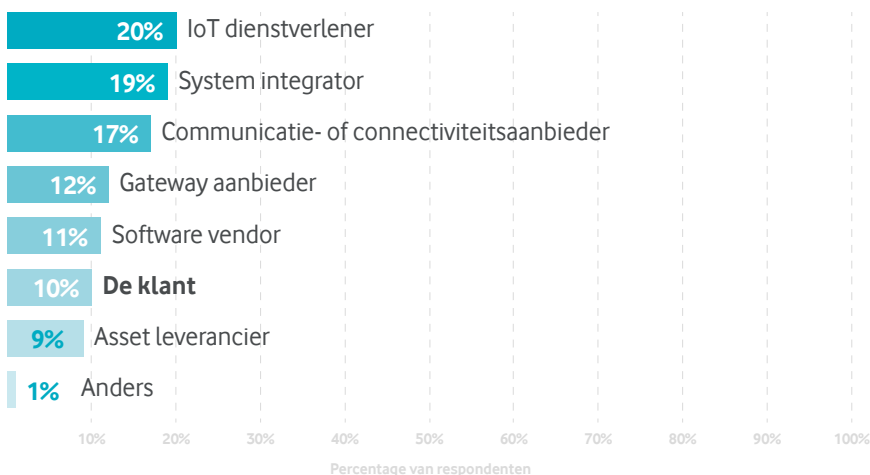 20% IoT dienstverlener
19% System integrator
17% Communicatie- of connectiviteitsaanbieder
12% Gateway aanbieder
11% Software vendor
10% De klant
9% Asset leverancier
1% Anders
10% 20% 30% 40% 50% 60% 70% 80% 90% 100%
Percentage van respondenten